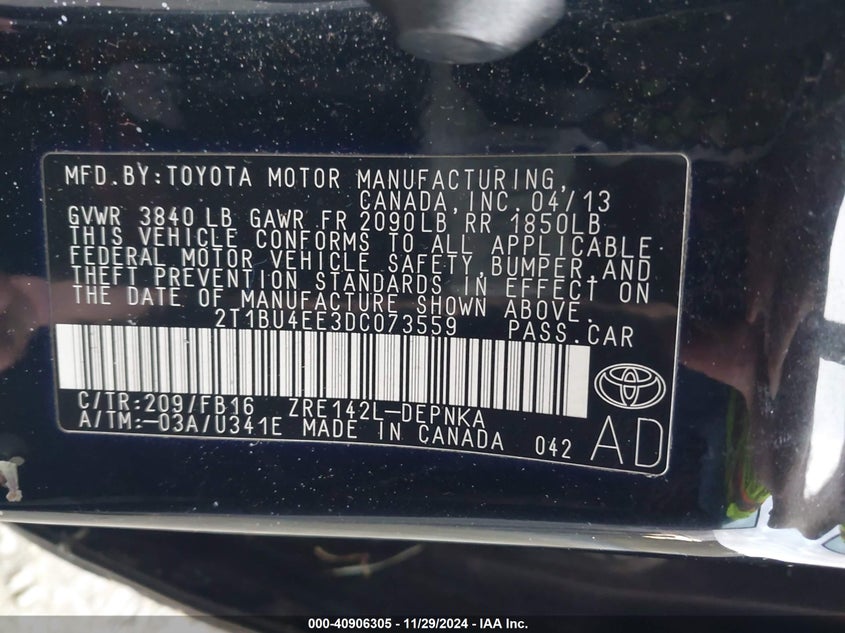 MFD.BY:TOYOTA MOTOR MANUFACTURING,
CANADA,INC. 04/13
GVWR 3840 LB GAWR FR 2090LB RR 1850LB
THIS VEHICLE CONFORMS TO ALL APPLICABLE
FEDERAL MOTOR VEHICLE SAFETY,BUMPER,AND
THEFT PREVENTION STANDARDS IN EFFECT ON
THE DATE OF MANUFACTURE SHOWN ABOVE.
2T1BU4EE3DC073559 PASS.CAR
C/TR:209/FB16 ZRE142L-DEPNKA
A/TM:-03A/U341E MADE IN CANADA 042 AD
000-40906305 - 11/29/2024 - IAA Inc.